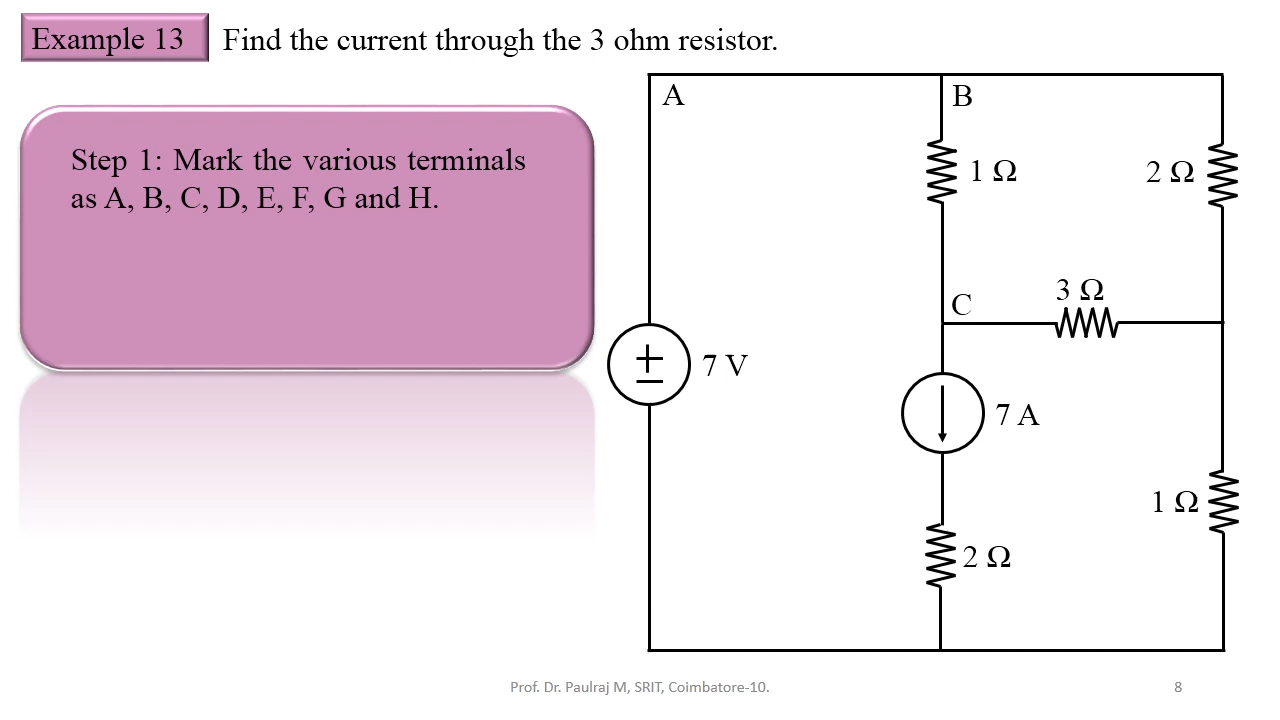 Example 13
Find the current through the 3 ohm resistor.
Step 1: Mark the various terminals
as A, B, C, D, E, F, G and H.
A
B
1 Ω
2 Ω
C
3 Ω
7 V
7 A
1 Ω
2 Ω
Prof. Dr. Paulraj M, SRIT, Coimbatore-10.
8